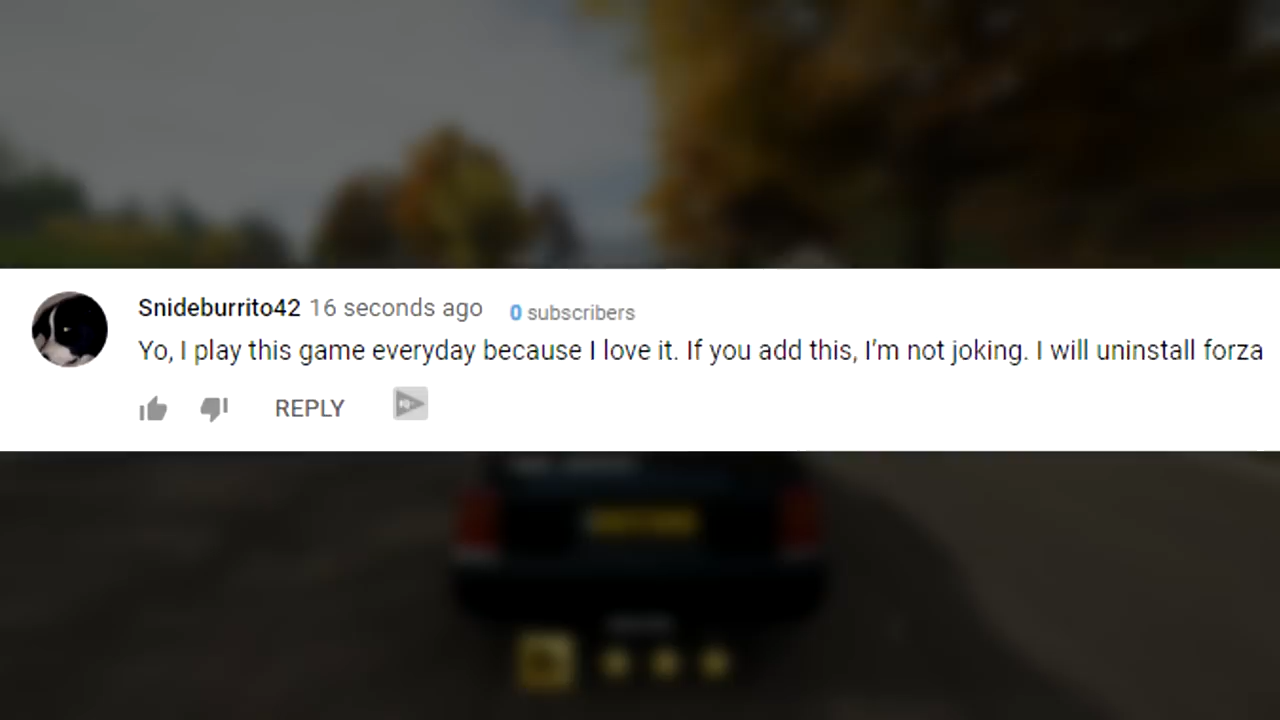 Snideburrito42 16 seconds ago 0 subscribers
Yo, I play this game everyday because I love it. If you add this, I'm not joking. I will uninstall forza
REPLY